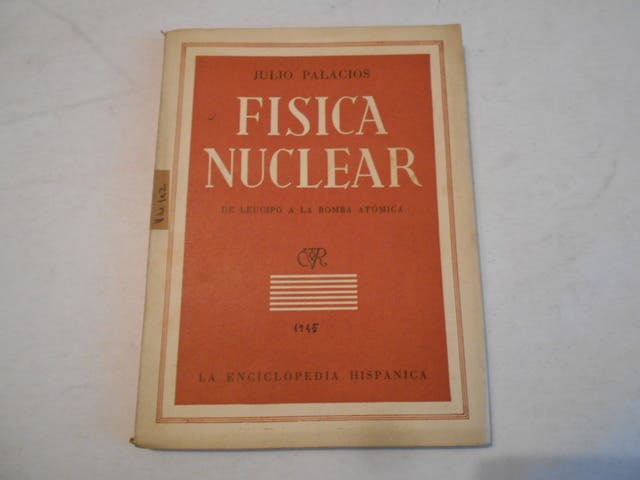 JULIO PALACIOS
FISICA
NUCLEAR
DE LEUCIPO A LA BOMBA ATÓMICA
1945
LA ENCICLOPEDIA HISPANICA